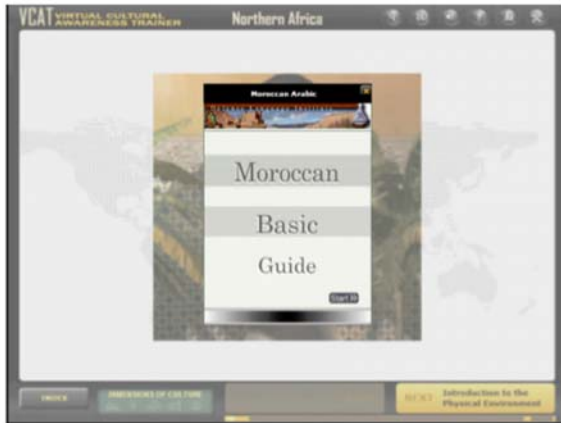 VCAT VIRTUAL CULTURAL
AWARENESS TRAINER
Northern Africa
Moroccan Arabic
Moroccan
Basic
Guide
Start It
INDEX
DIMENSIONS OF CULTURE
NEXT
Introduction to the
Physical Environment